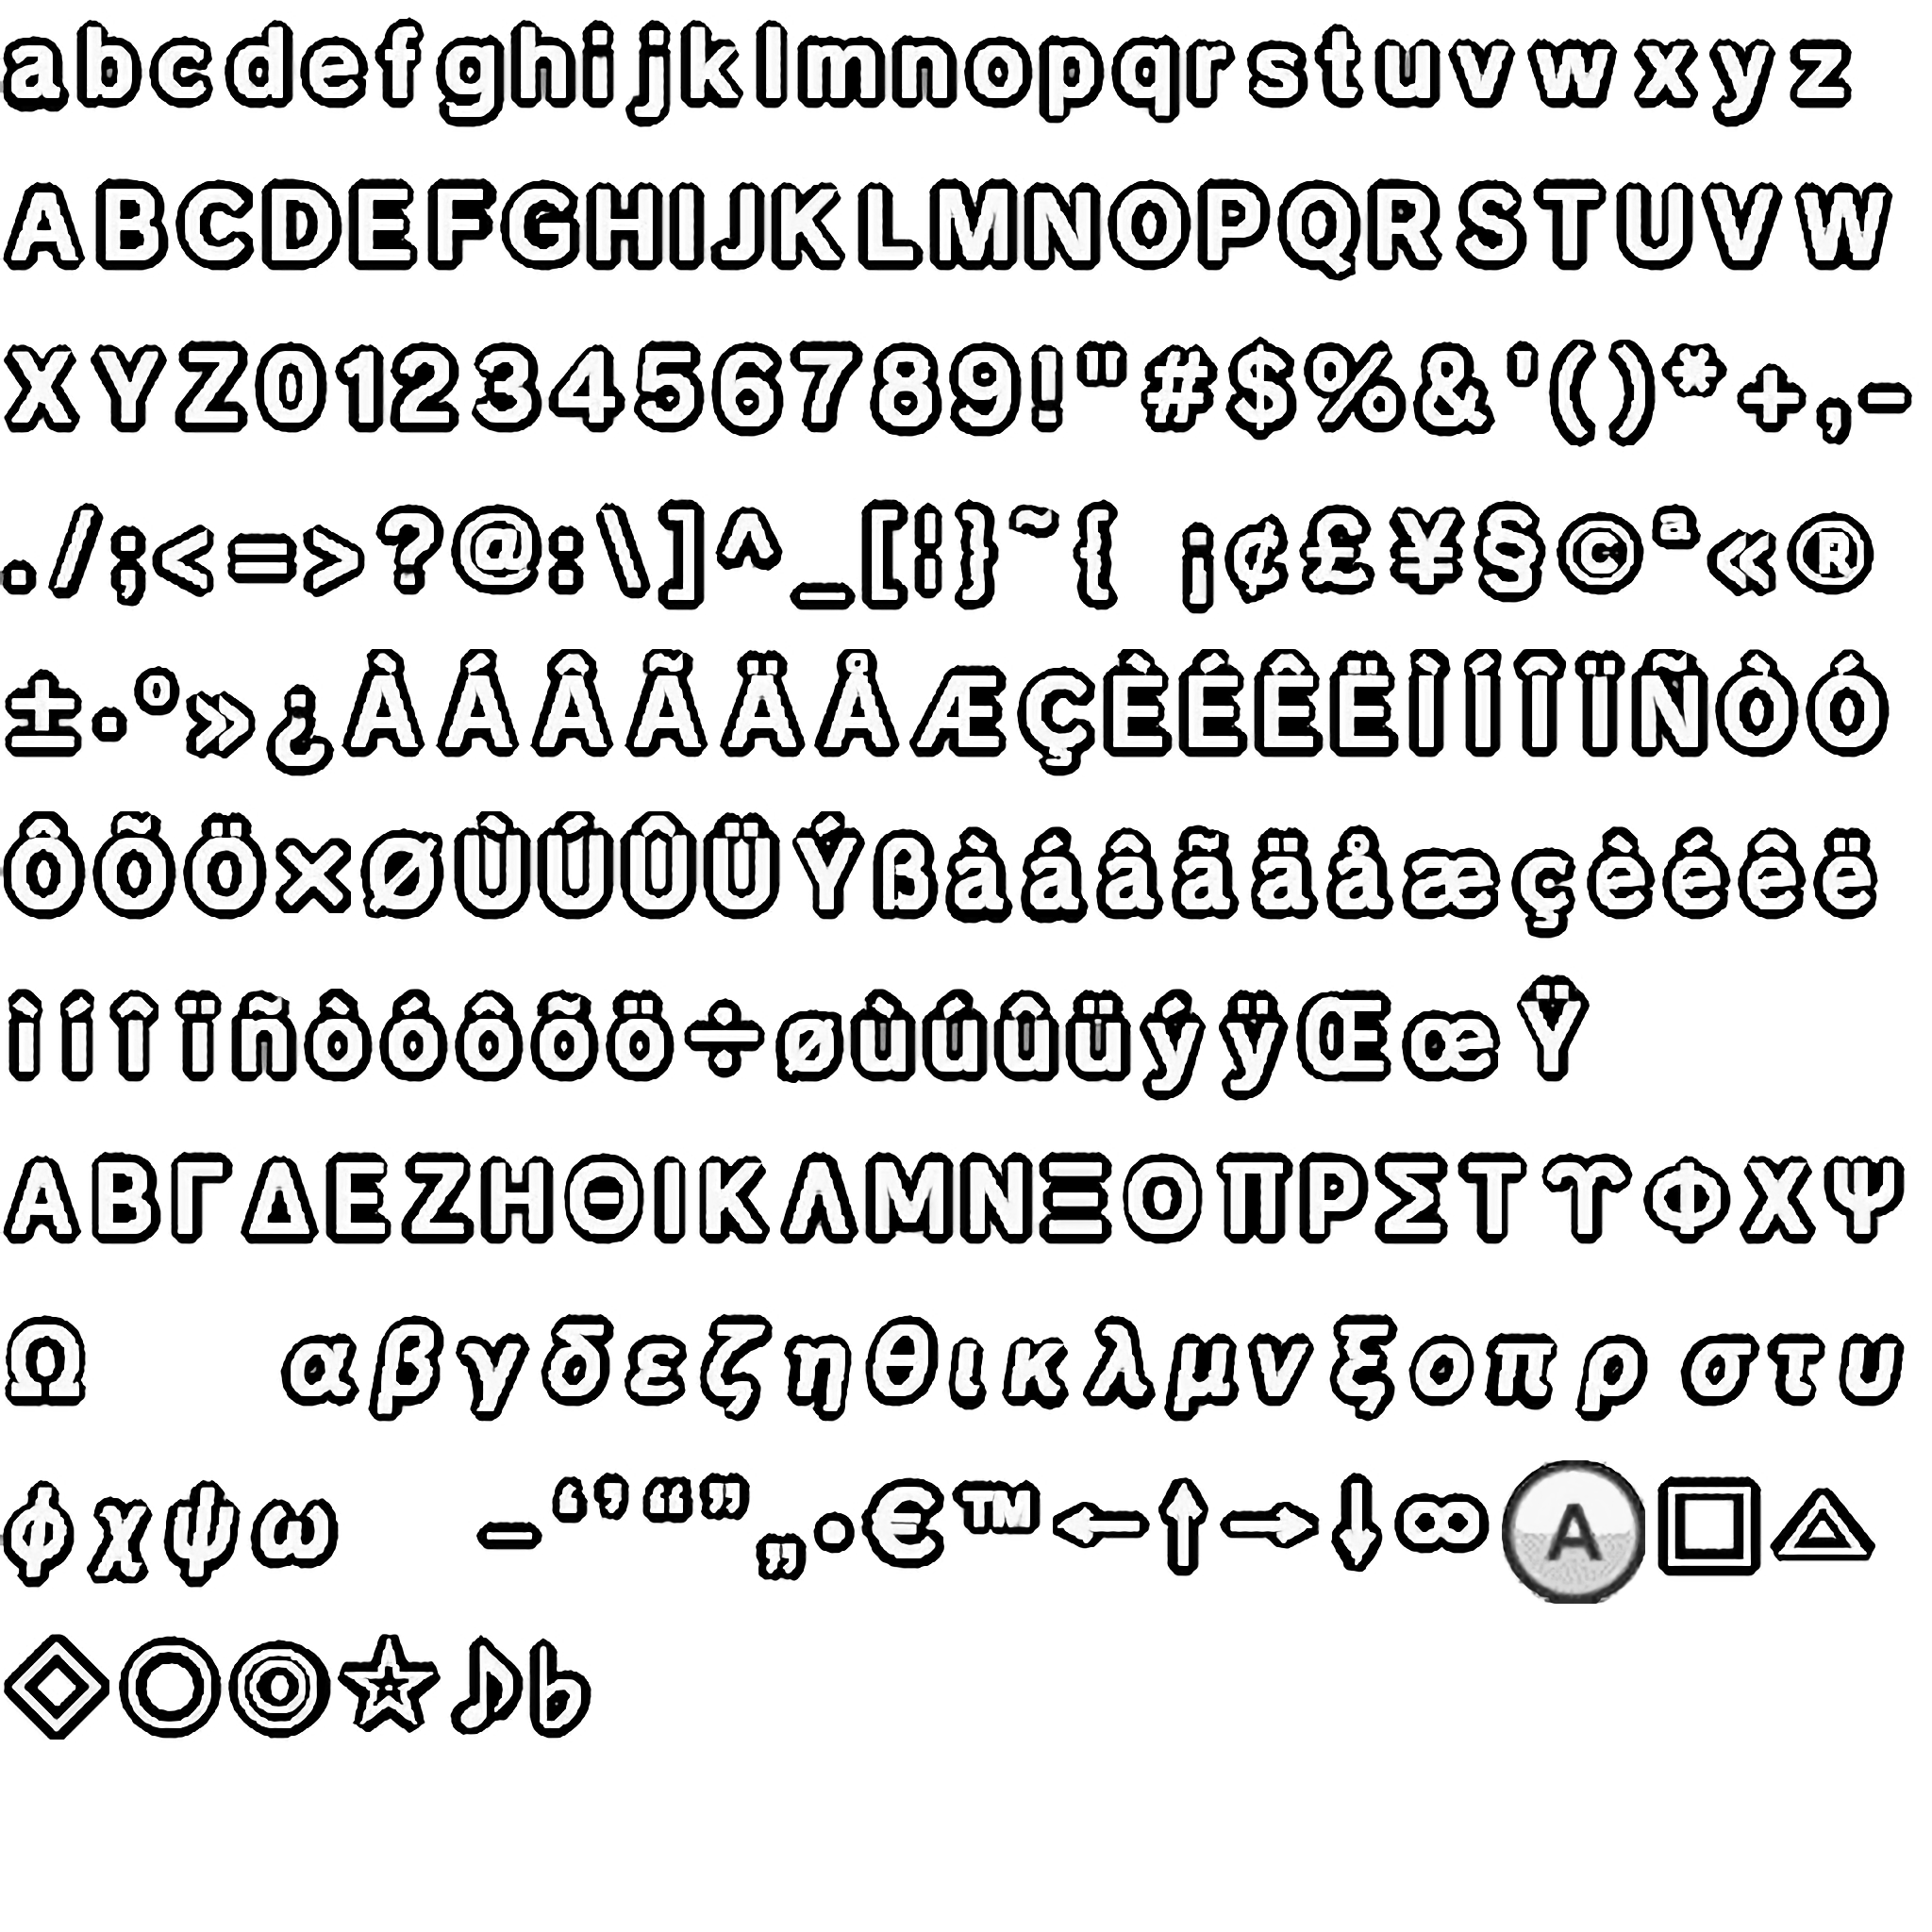 abcdefghijklmnopqrstuvwxyz
ABCDEFGHIJKLMNOPQRSTUVW
XYZ0123456789!"#$%&'()*+,-
./;<=>?@:\]^_[¦}~{ ¡¢£¥§©ª«®
±·º»¿ÀÁÂÃÄÅÆÇÈÉÊËÌÍÎÏÑÒÓ
ÔÕÖ×ØÙÚÛÜÝßàáâãäåæçèéêë
ìíîïñòóôõö÷øùúûüýÿŒœŸ
ΑΒΓΔΕΖΗΘΙΚΛΜΝΞΟΠΡΣΤϒΦΧΨ
Ω αβγδεζηθικλμνξοπρ στυ
ϕχψω –‘’“”„•€™←↑→↓∞Ⓐ□△
◇○◎☆♪♭